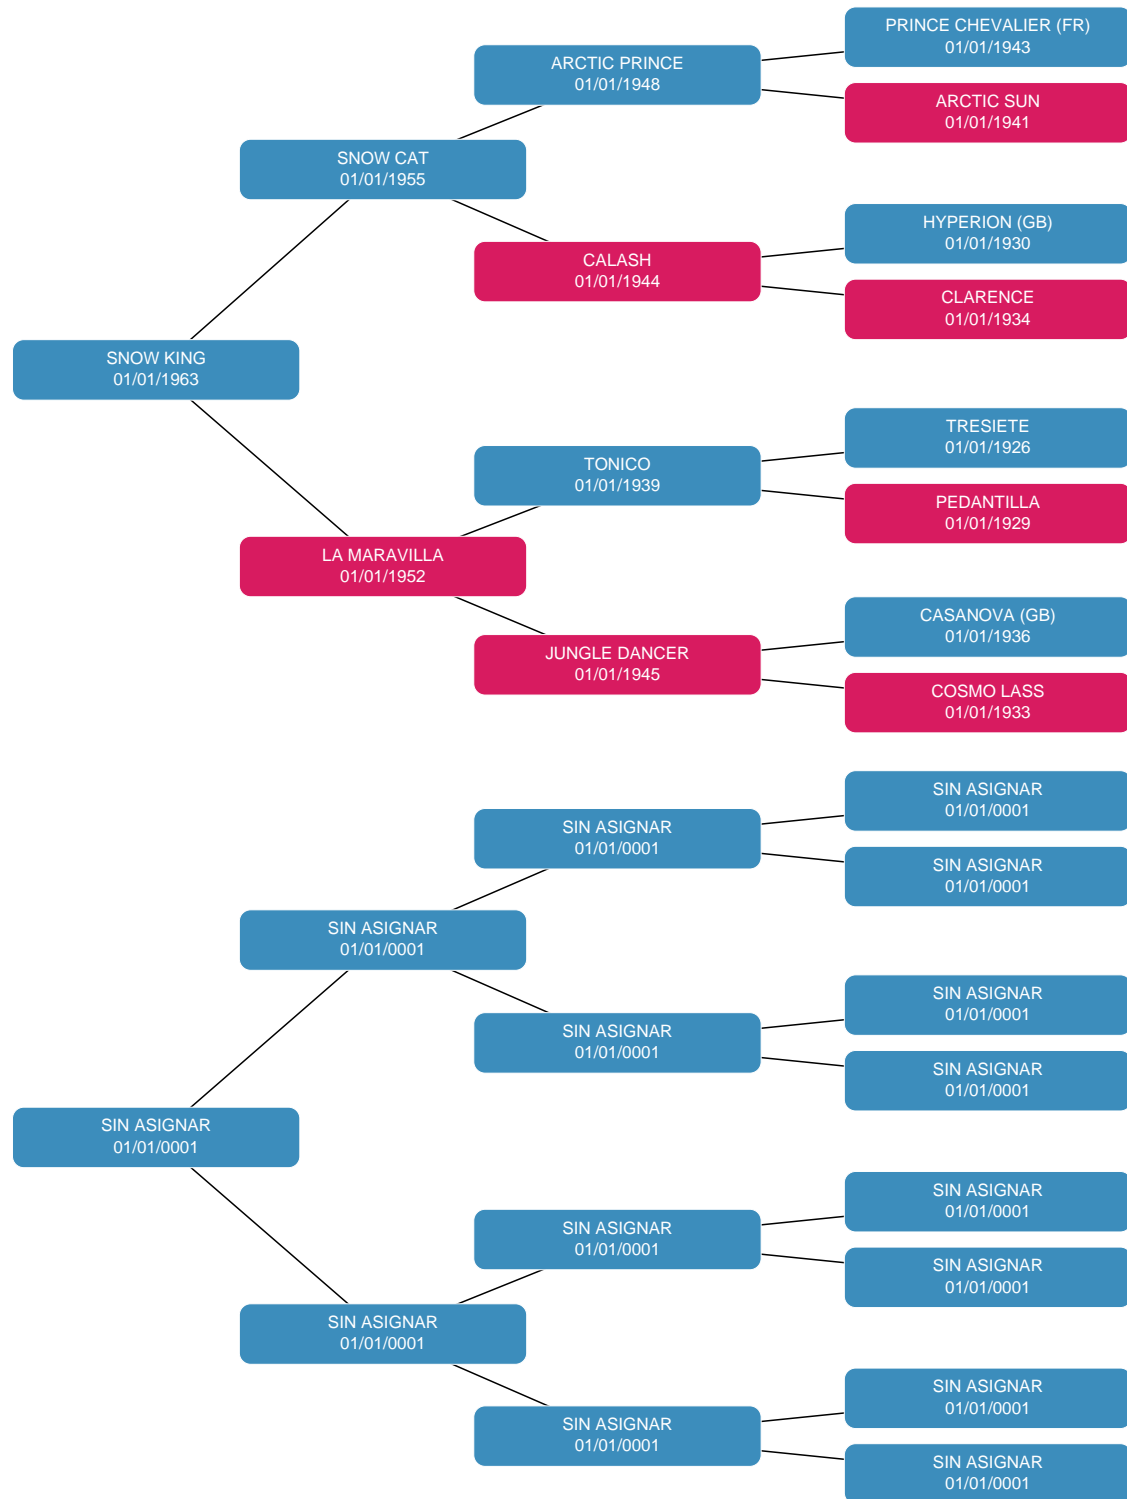 PRINCE CHEVALIER (FR)
01/01/1943
ARCTIC PRINCE
01/01/1948
ARCTIC SUN
01/01/1941
SNOW CAT
01/01/1955
HYPERION (GB)
01/01/1930
CALASH
01/01/1944
CLARENCE
01/01/1934
SNOW KING
01/01/1963
TRESIETE
01/01/1926
TONICO
01/01/1939
PEDANTILLA
01/01/1929
LA MARAVILLA
01/01/1952
CASANOVA (GB)
01/01/1936
JUNGLE DANCER
01/01/1945
COSMO LASS
01/01/1933
SIN ASIGNAR
01/01/0001
SIN ASIGNAR
01/01/0001
SIN ASIGNAR
01/01/0001
SIN ASIGNAR
01/01/0001
SIN ASIGNAR
01/01/0001
SIN ASIGNAR
01/01/0001
SIN ASIGNAR
01/01/0001
SIN ASIGNAR
01/01/0001
SIN ASIGNAR
01/01/0001
SIN ASIGNAR
01/01/0001
SIN ASIGNAR
01/01/0001
SIN ASIGNAR
01/01/0001
SIN ASIGNAR
01/01/0001
SIN ASIGNAR
01/01/0001
SIN ASIGNAR
01/01/0001